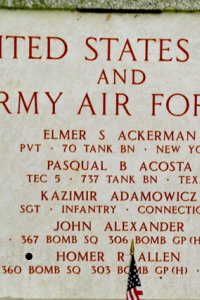 NITED STATES
AND
RMY AIR FOR
ELMER S ACKERMAN
PVT · 70 TANK BN · NEW YO
PASQUAL B ACOSTA
TEC 5 · 737 TANK BN · TEX
KAZIMIR ADAMOWICZ
SGT · INFANTRY · CONNECTIC
JOHN ALEXANDER
· 367 BOMB SQ 306 BOMB GP (H) ·
HOMER R ALLEN
360 BOMB SQ 303 BOMB GP (H) ·